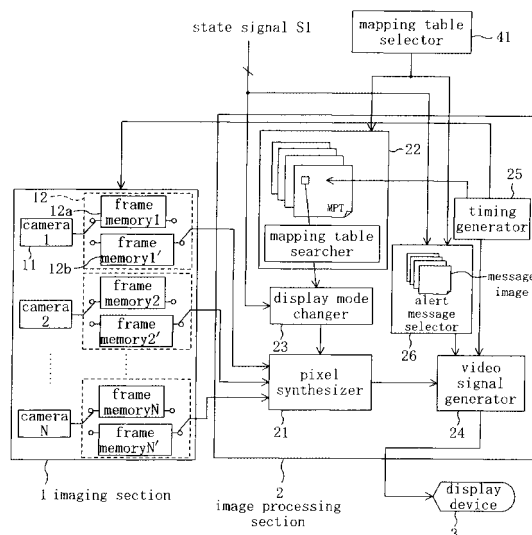 state signal S1
mapping table
selector
41
22
MPT
mapping table
searcher
25
timing
generator
12
12a
frame
memory1
camera
1
frame
memory1'
11
12b
message
image
alert
message
selector
26
display mode
changer
23
camera
2
frame
memory2
frame
memory2'
pixel
synthesizer
21
video
signal
generator
24
camera
N
frame
memoryN
frame
memoryN'
1 imaging section
2
image processing
section
display
device
3